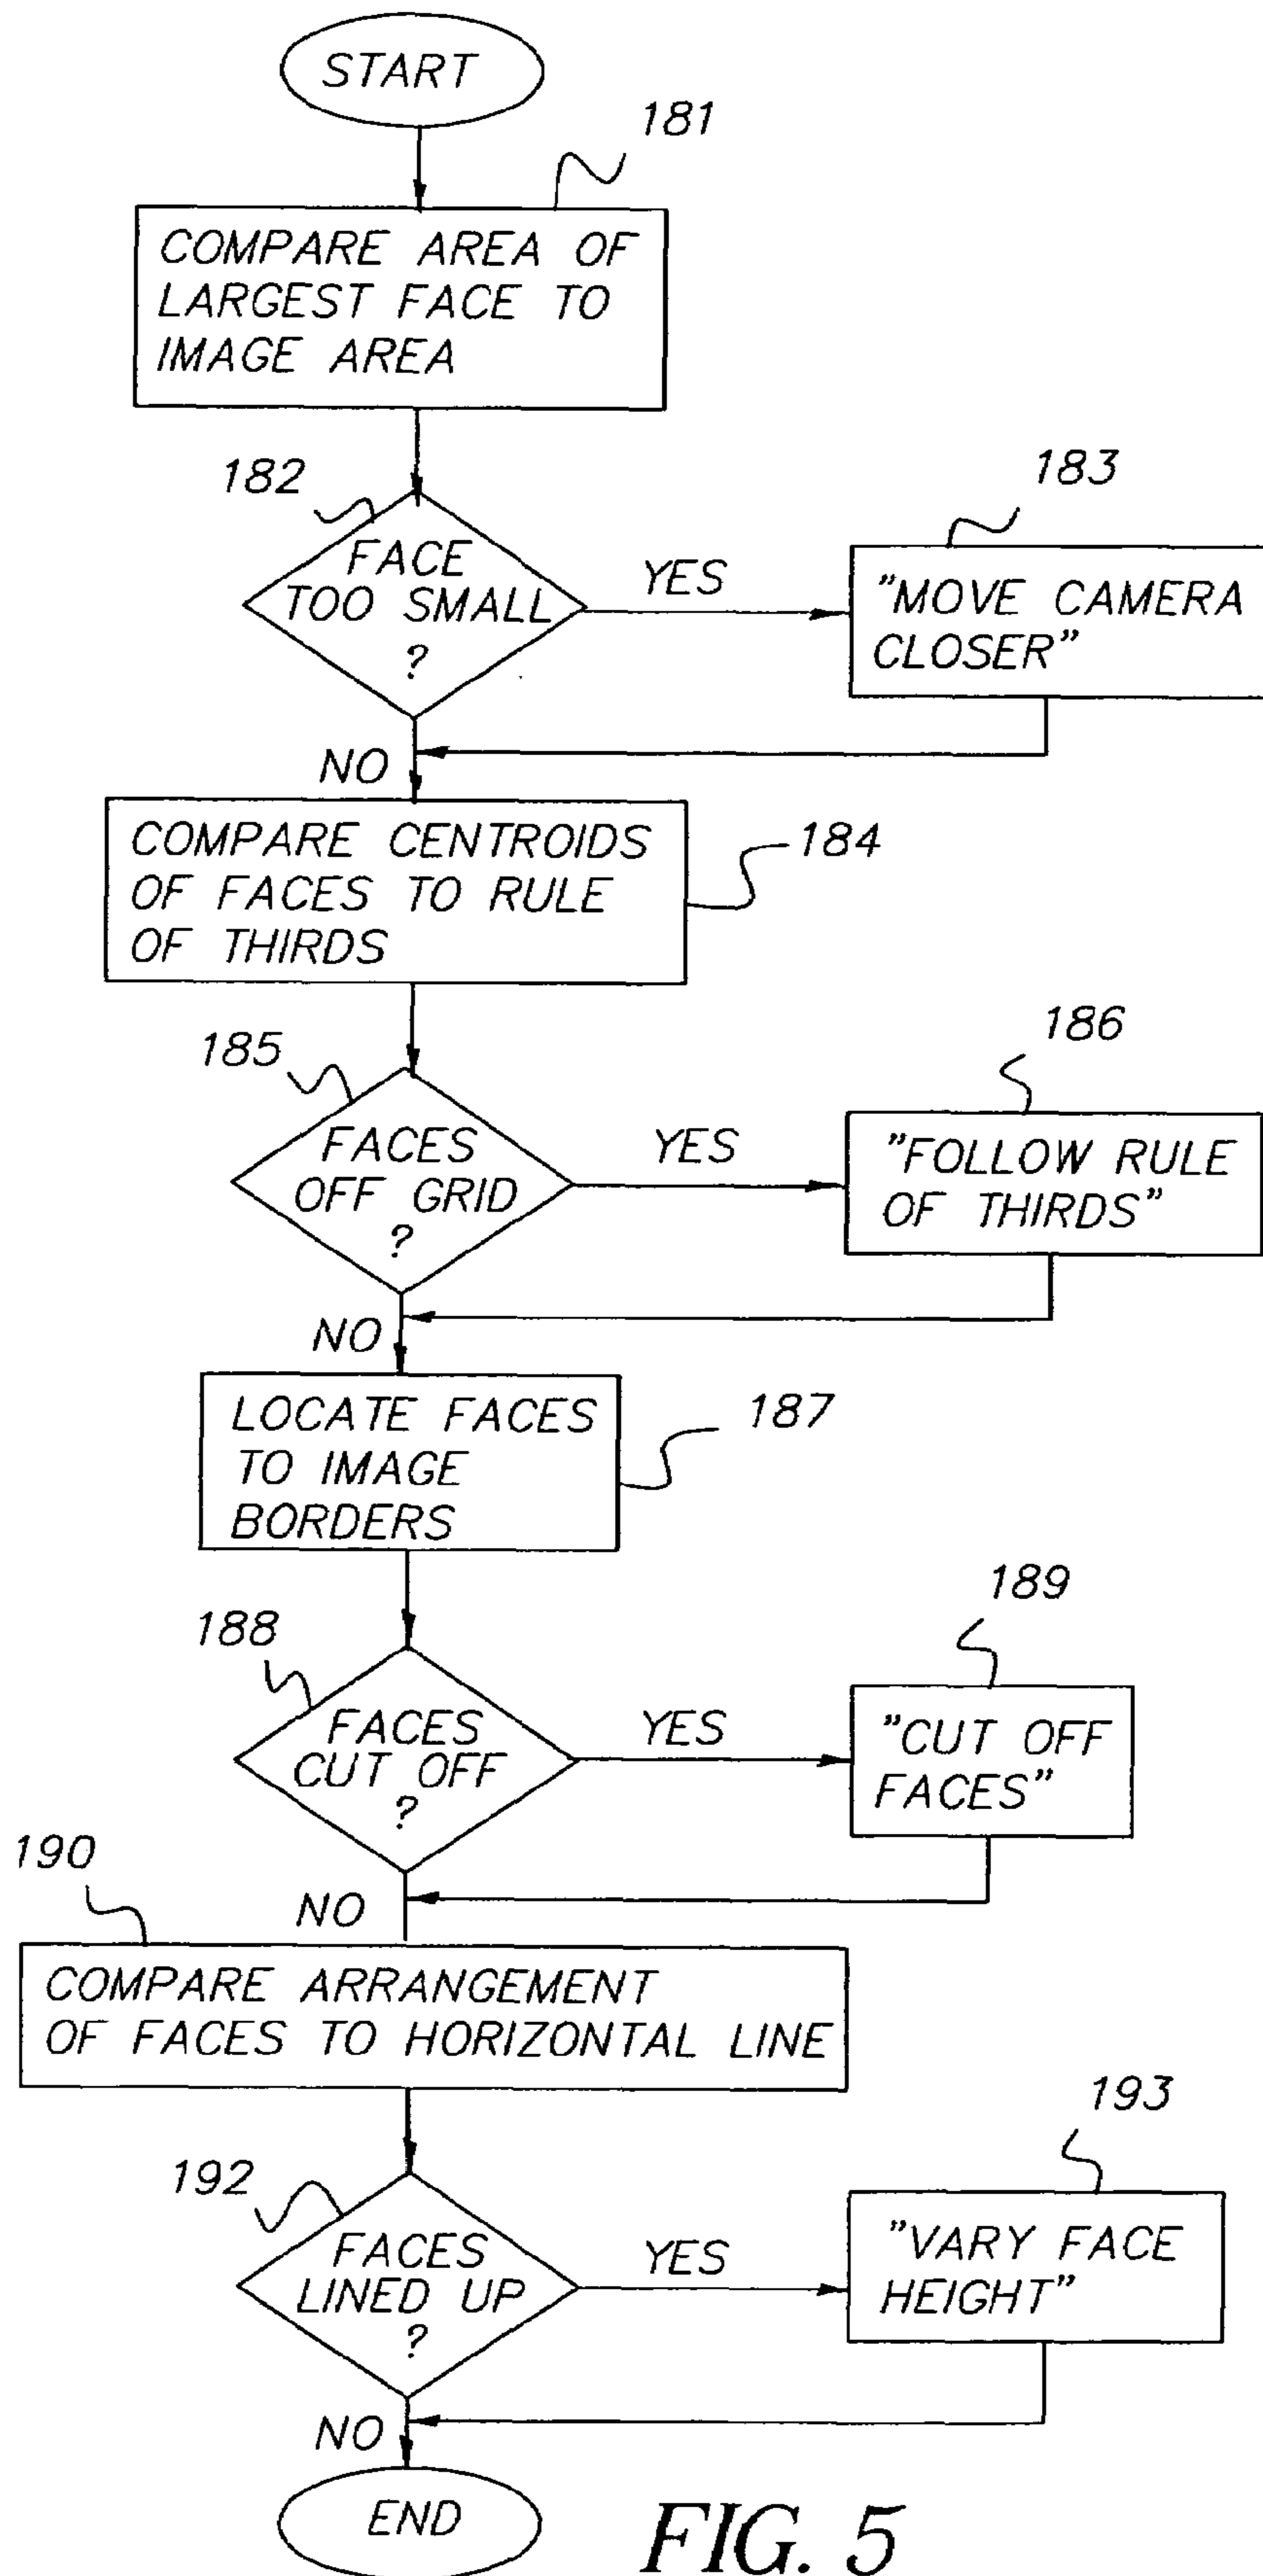 START
181
COMPARE AREA OF
LARGEST FACE TO
IMAGE AREA
182
FACE
TOO SMALL
?
YES
183
"MOVE CAMERA
CLOSER"
NO
COMPARE CENTROIDS
OF FACES TO RULE
OF THIRDS
184
185
FACES
OFF GRID
?
YES
186
"FOLLOW RULE
OF THIRDS"
NO
LOCATE FACES
TO IMAGE
BORDERS
187
188
FACES
CUT OFF
?
YES
189
"CUT OFF
FACES"
NO
190
COMPARE ARRANGEMENT
OF FACES TO HORIZONTAL LINE
192
FACES
LINED UP
?
YES
193
"VARY FACE
HEIGHT"
NO
END
FIG. 5